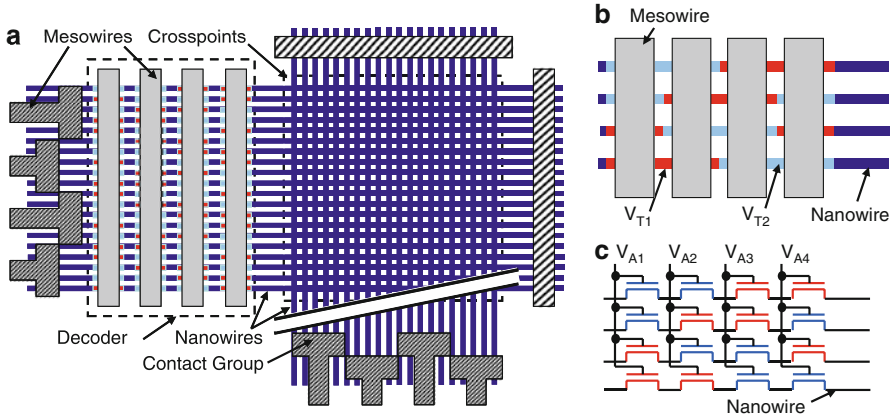 a
Mesowires
Crosspoints
Decoder
Nanowires
Contact Group
b
Mesowire
V_T1
V_T2
Nanowire
c
V_A1 V_A2 V_A3 V_A4
Nanowire